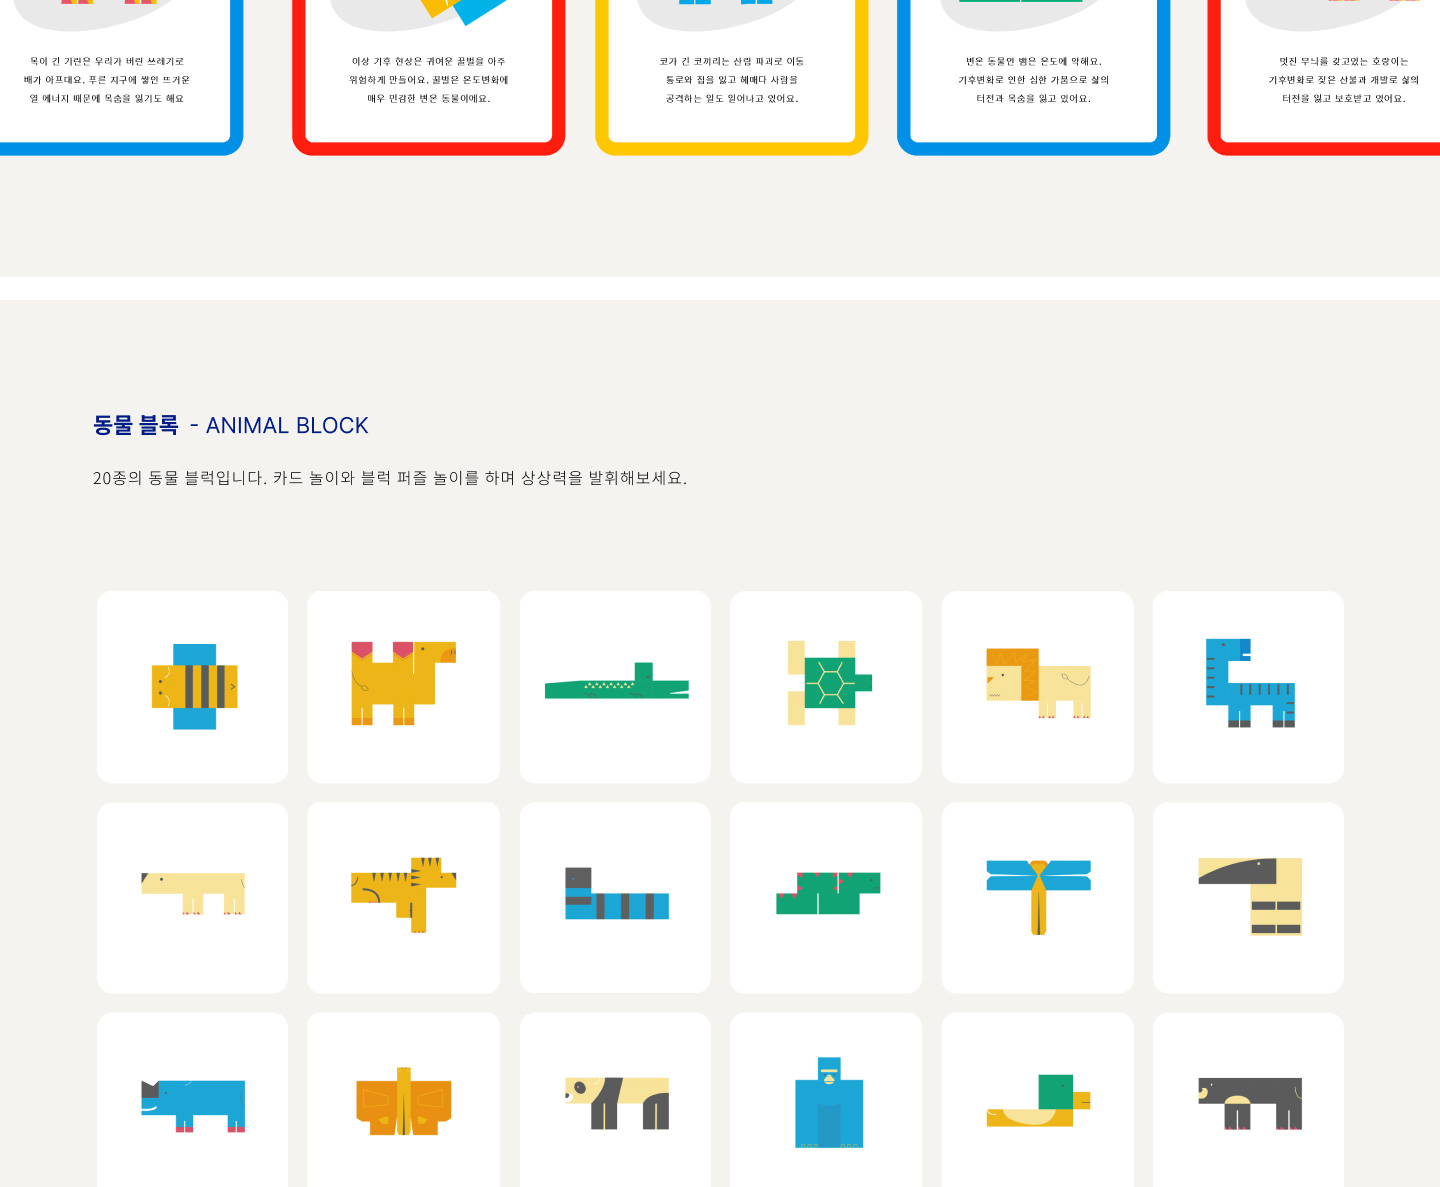 목이 긴 기린은 우리가 버린 쓰레기로
배가 아프대요. 푸른 지구에 쌓인 뜨거운
열 에너지 때문에 목숨을 잃기도 해요
이상 기후 현상은 귀여운 꿀벌을 아주
위험하게 만들어요. 꿀벌은 온도변화에
매우 민감한 변온 동물이에요.
코가 긴 코끼리는 산림 파괴로 이동
통로와 집을 잃고 헤매다 사람을
공격하는 일도 일어나고 있어요.
변온 동물인 뱀은 온도에 약해요.
기후변화로 인한 심한 가뭄으로 삶의
터전과 목숨을 잃고 있어요.
멋진 무늬를 갖고있는 호랑이는
기후변화로 잦은 산불과 개발로 삶의
터전을 잃고 보호받고 있어요.
동물 블록 - ANIMAL BLOCK
20종의 동물 블럭입니다. 카드 놀이와 블럭 퍼즐 놀이를 하며 상상력을 발휘해보세요.